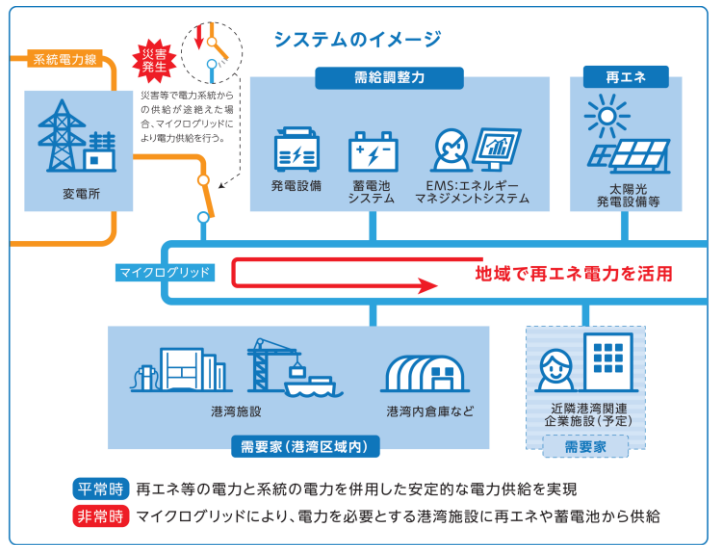 システムのイメージ
系統電力線
災害
発生
災害等で電力系統から
の供給が途絶えた場
合、マイクログリッドに
より電力供給を行う。
変電所
需給調整力
発電設備
蓄電池
システム
EMS:エネルギー
マネジメントシステム
再エネ
太陽光
発電設備等
マイクログリッド
地域で再エネ電力を活用
港湾施設
港湾内倉庫など
需要家(港湾区域内)
近隣港湾関連
企業施設(予定)
需要家
平常時 再エネ等の電力と系統の電力を併用した安定的な電力供給を実現
非常時 マイクログリッドにより、電力を必要とする港湾施設に再エネや蓄電池から供給